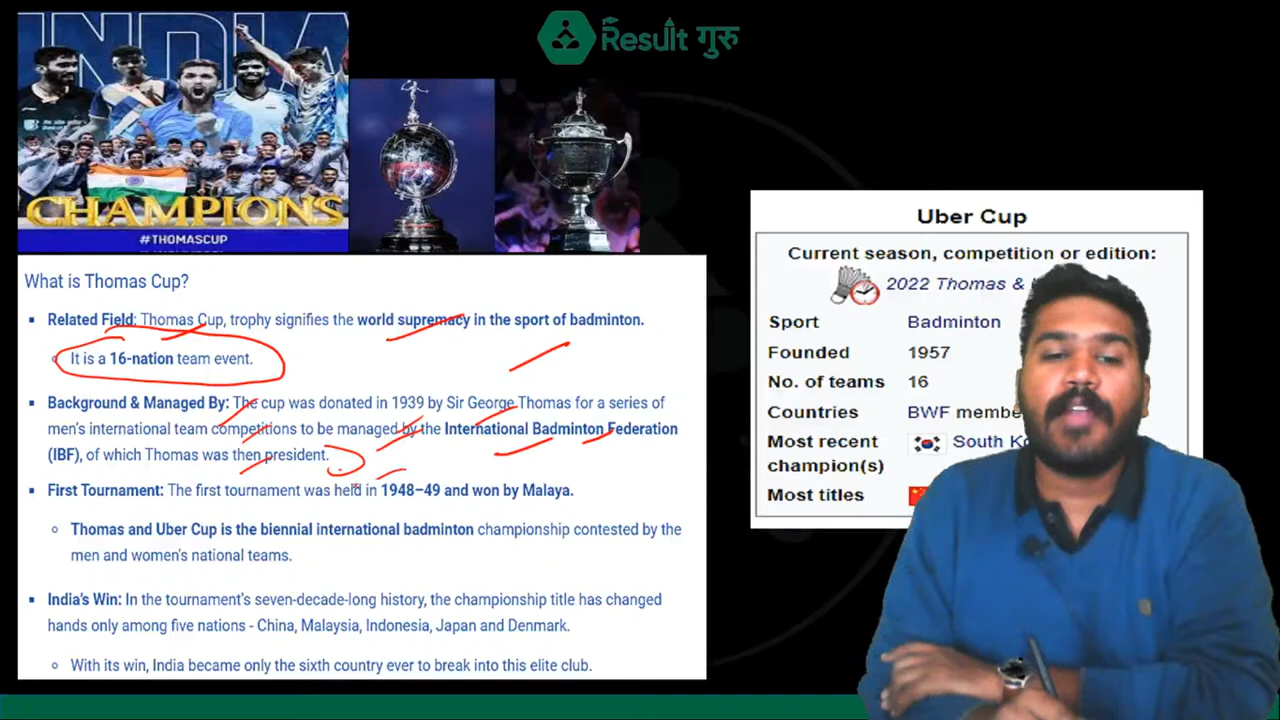 Result गुरु
INDIA
CHAMPIONS
#THOMASCUP
What is Thomas Cup?
▪ Related Field: Thomas Cup, trophy signifies the world supremacy in the sport of badminton.
○ It is a 16-nation team event.
▪ Background & Managed By: The cup was donated in 1939 by Sir George Thomas for a series of
men's international team competitions to be managed by the International Badminton Federation
(IBF), of which Thomas was then president.
▪ First Tournament: The first tournament was held in 1948–49 and won by Malaya.
○ Thomas and Uber Cup is the biennial international badminton championship contested by the
men and women's national teams.
▪ India's Win: In the tournament's seven-decade-long history, the championship title has changed
hands only among five nations - China, Malaysia, Indonesia, Japan and Denmark.
○ With its win, India became only the sixth country ever to break into this elite club.
Uber Cup
Current season, competition or edition:
2022 Thomas &
Sport Badminton
Founded 1957
No. of teams 16
Countries BWF membe
Most recent South Ko
champion(s)
Most titles